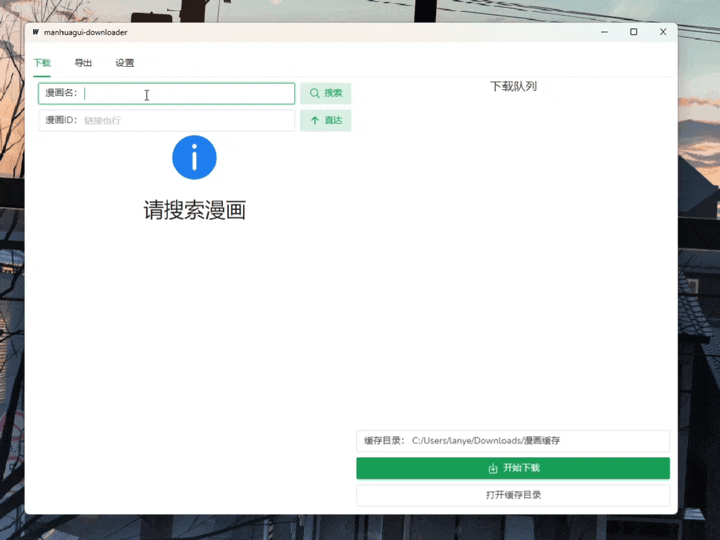 manhuagui-downloader
下载 导出 设置
漫画名： 搜索
漫画ID： 链接也行 直达
请搜索漫画
下载队列
缓存目录： C:/Users/lanye/Downloads/漫画缓存
开始下载
打开缓存目录